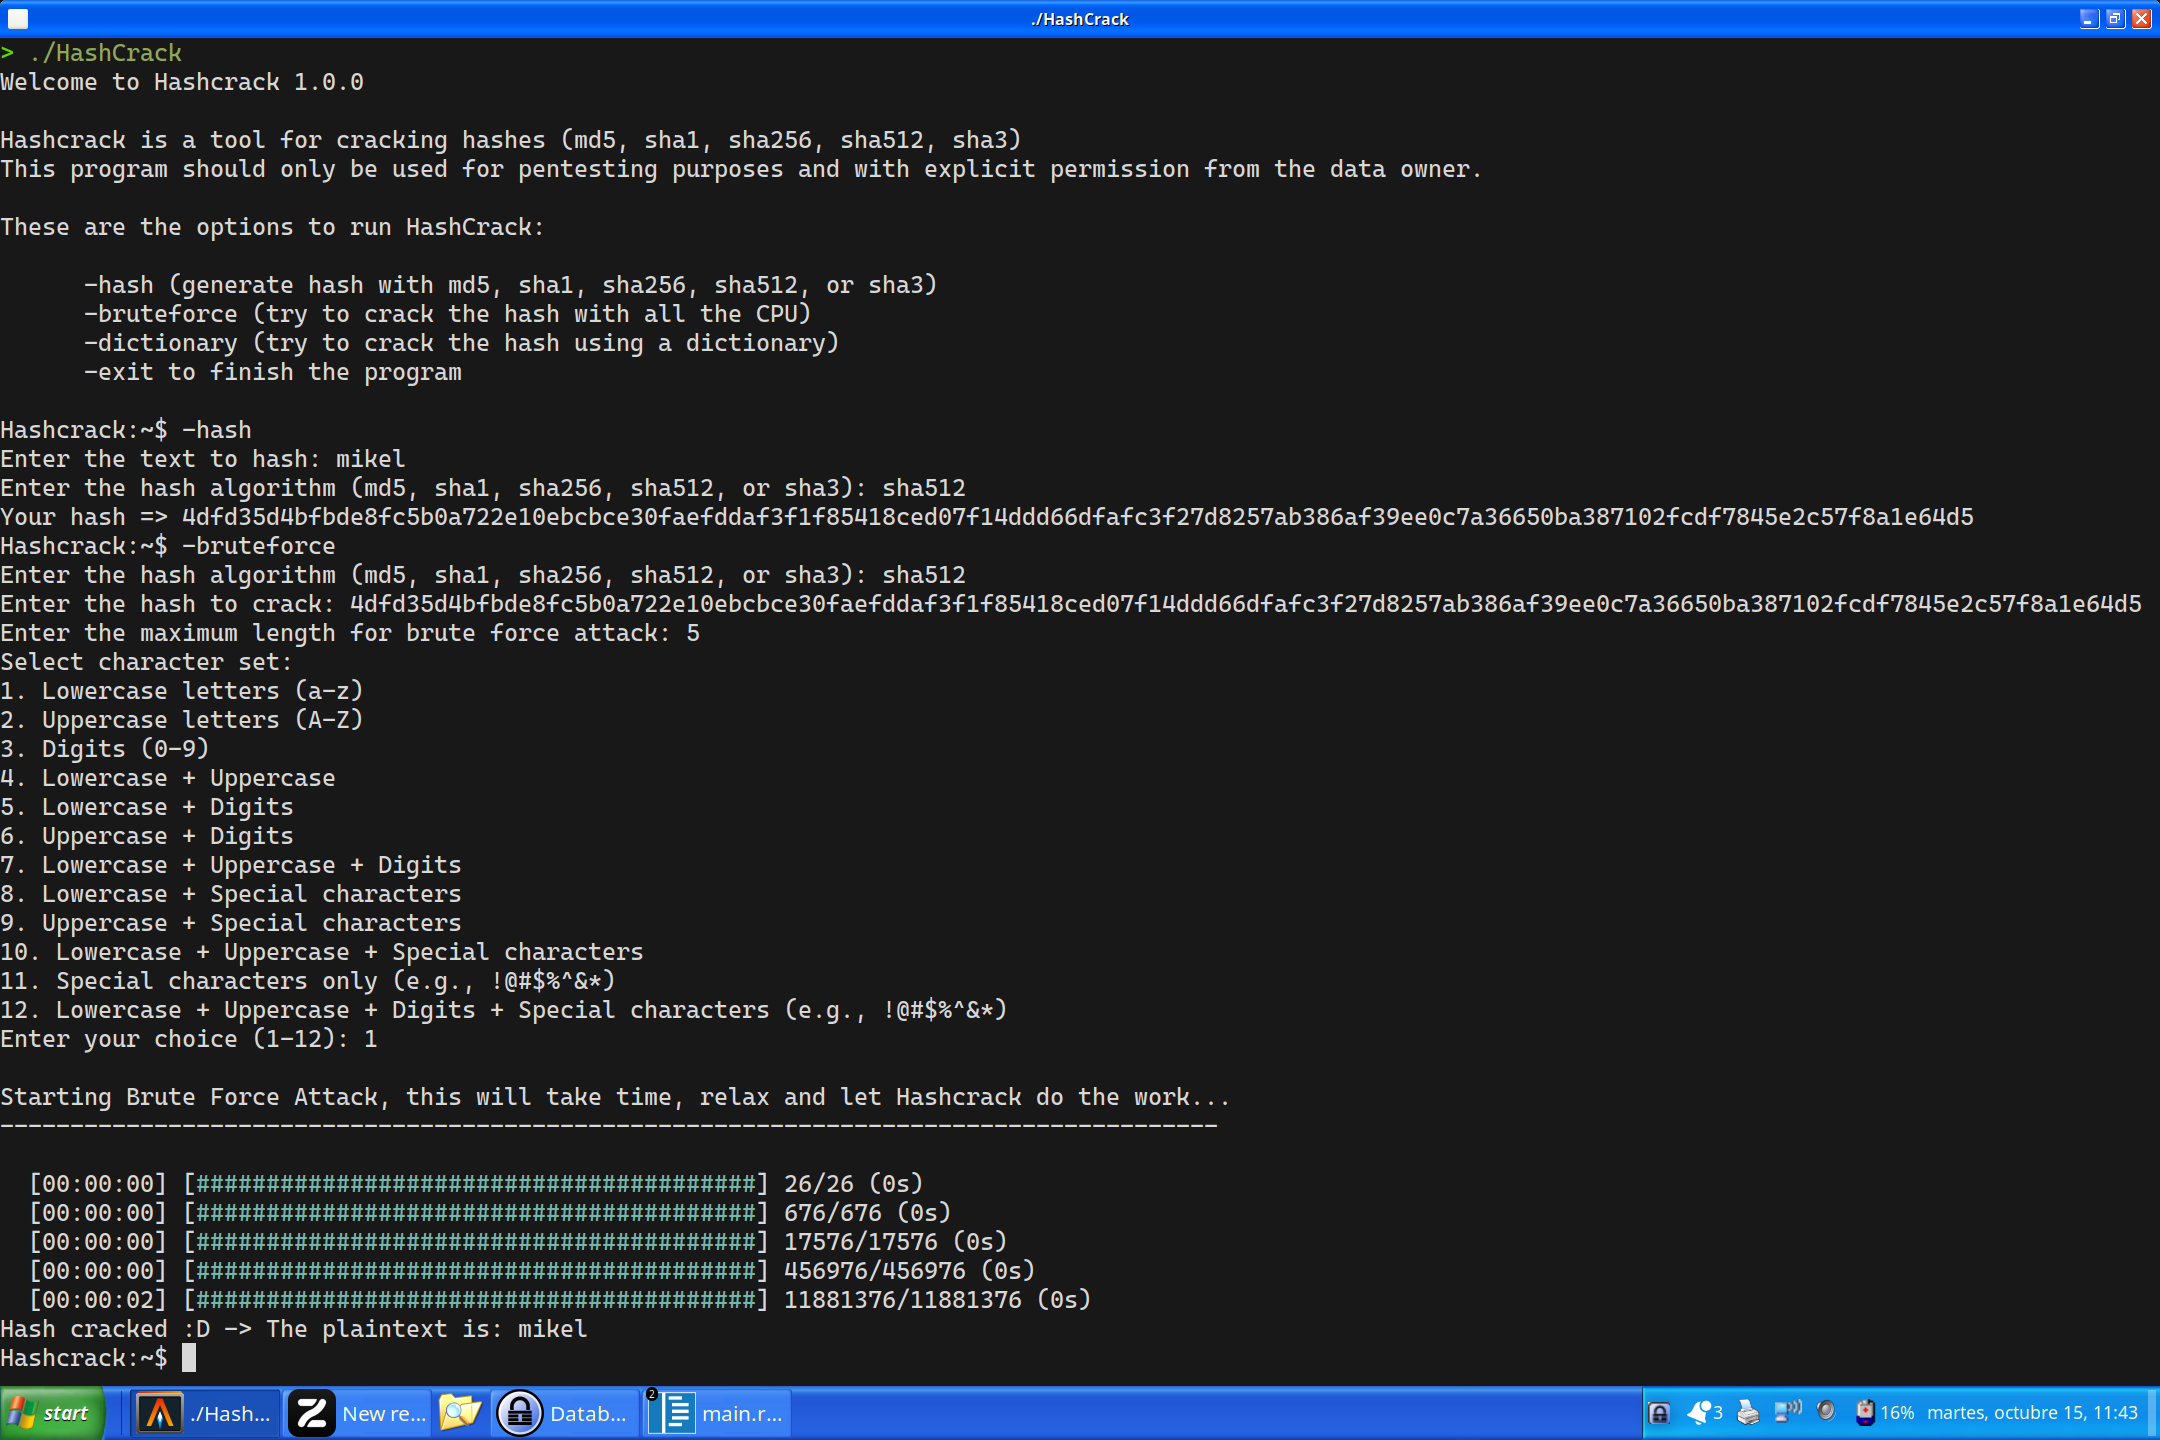 ./HashCrack
> ./HashCrack
Welcome to Hashcrack 1.0.0
Hashcrack is a tool for cracking hashes (md5, sha1, sha256, sha512, sha3)
This program should only be used for pentesting purposes and with explicit permission from the data owner.
These are the options to run HashCrack:
-hash (generate hash with md5, sha1, sha256, sha512, or sha3)
-bruteforce (try to crack the hash with all the CPU)
-dictionary (try to crack the hash using a dictionary)
-exit to finish the program
Hashcrack:~$ -hash
Enter the text to hash: mikel
Enter the hash algorithm (md5, sha1, sha256, sha512, or sha3): sha512
Your hash => 4dfd35d4bfbde8fc5b0a722e10ebcbce30faefddaf3f1f85418ced07f14ddd66dfafc3f27d8257ab386af39ee0c7a36650ba387102fcdf7845e2c57f8a1e64d5
Hashcrack:~$ -bruteforce
Enter the hash algorithm (md5, sha1, sha256, sha512, or sha3): sha512
Enter the hash to crack: 4dfd35d4bfbde8fc5b0a722e10ebcbce30faefddaf3f1f85418ced07f14ddd66dfafc3f27d8257ab386af39ee0c7a36650ba387102fcdf7845e2c57f8a1e64d5
Enter the maximum length for brute force attack: 5
Select character set:
1. Lowercase letters (a-z)
2. Uppercase letters (A-Z)
3. Digits (0-9)
4. Lowercase + Uppercase
5. Lowercase + Digits
6. Uppercase + Digits
7. Lowercase + Uppercase + Digits
8. Lowercase + Special characters
9. Uppercase + Special characters
10. Lowercase + Uppercase + Special characters
11. Special characters only (e.g., !@#$%^&*)
12. Lowercase + Uppercase + Digits + Special characters (e.g., !@#$%^&*)
Enter your choice (1-12): 1
Starting Brute Force Attack, this will take time, relax and let Hashcrack do the work...
---------------------------------------------------------------------------------------
[00:00:00] [########################################] 26/26 (0s)
[00:00:00] [########################################] 676/676 (0s)
[00:00:00] [########################################] 17576/17576 (0s)
[00:00:00] [########################################] 456976/456976 (0s)
[00:00:02] [########################################] 11881376/11881376 (0s)
Hash cracked :D -> The plaintext is: mikel
Hashcrack:~$
start ./Hash... New re... Datab... 2 main.r... 3 16% martes, octubre 15, 11:43